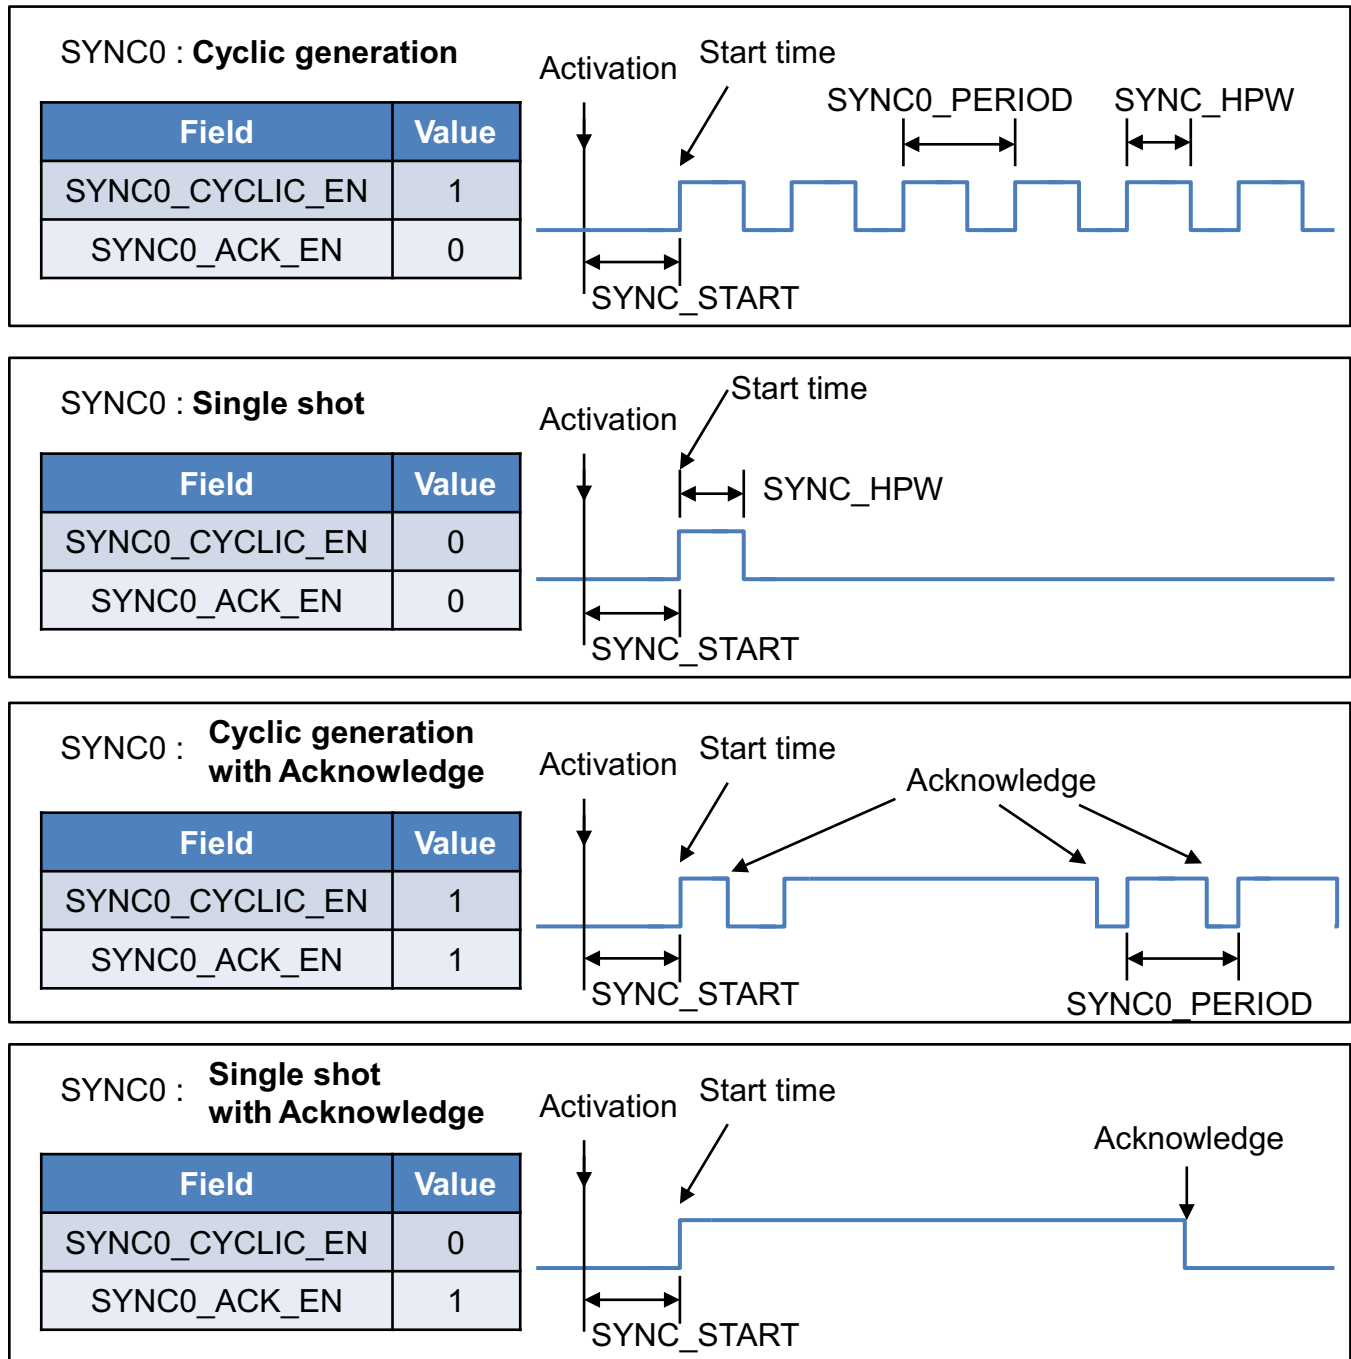 SYNC0 : Cyclic generation
Activation
Start time
SYNC0_PERIOD
SYNC_HPW
Field Value
SYNC0_CYCLIC_EN 1
SYNC0_ACK_EN 0
SYNC_START
SYNC0 : Single shot
Activation
Start time
SYNC_HPW
Field Value
SYNC0_CYCLIC_EN 0
SYNC0_ACK_EN 0
SYNC_START
SYNC0 : Cyclic generation
with Acknowledge
Activation
Start time
Acknowledge
Field Value
SYNC0_CYCLIC_EN 1
SYNC0_ACK_EN 1
SYNC_START
SYNC0_PERIOD
SYNC0 : Single shot
with Acknowledge
Activation
Start time
Acknowledge
Field Value
SYNC0_CYCLIC_EN 0
SYNC0_ACK_EN 1
SYNC_START